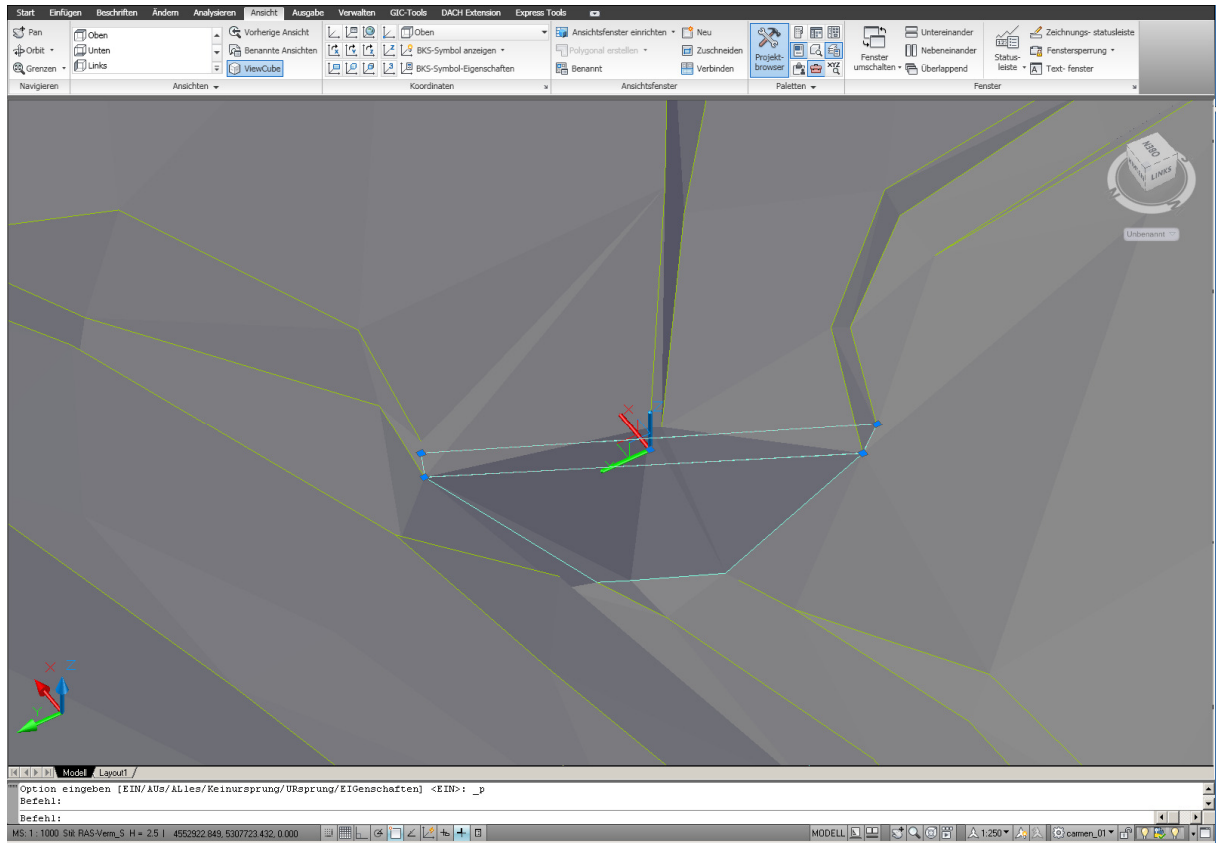 Start Einfügen Beschriften Ändern Analysieren Ansicht Ausgabe Verwalten GIC-Tools DACH Extension Express Tools
Pan
Orbit
Grenzen
Navigieren
Oben
Unten
Links
Vorherige Ansicht
Benannte Ansichten
ViewCube
Ansichten
Oben
BKS-Symbol anzeigen
BKS-Symbol-Eigenschaften
Koordinaten
Ansichtsfenster einrichten
Polygonal erstellen
Benannt
Neu
Zuschneiden
Verbinden
Ansichtsfenster
Projekt-
browser
XYZ
Paletten
Fenster
umschalten
Untereinander
Nebeneinander
Überlappend
Status-
leiste
Zeichnungs- statusleiste
Fenstersperrung
Text- fenster
Fenster
OBEN
LINKS
Unbenannt
X
Y
X
Z
Y
Modell Layout1
Option eingeben [EIN/AUs/ALles/Keinursprung/URsprung/EIGenschaften] <EIN>: _p
Befehl:
Befehl:
MS: 1 : 1000 Stil: RAS-Verm_S H = 2.5 | 4552922.849, 5307723.432, 0.000
MODELL
1:250
carmen_01